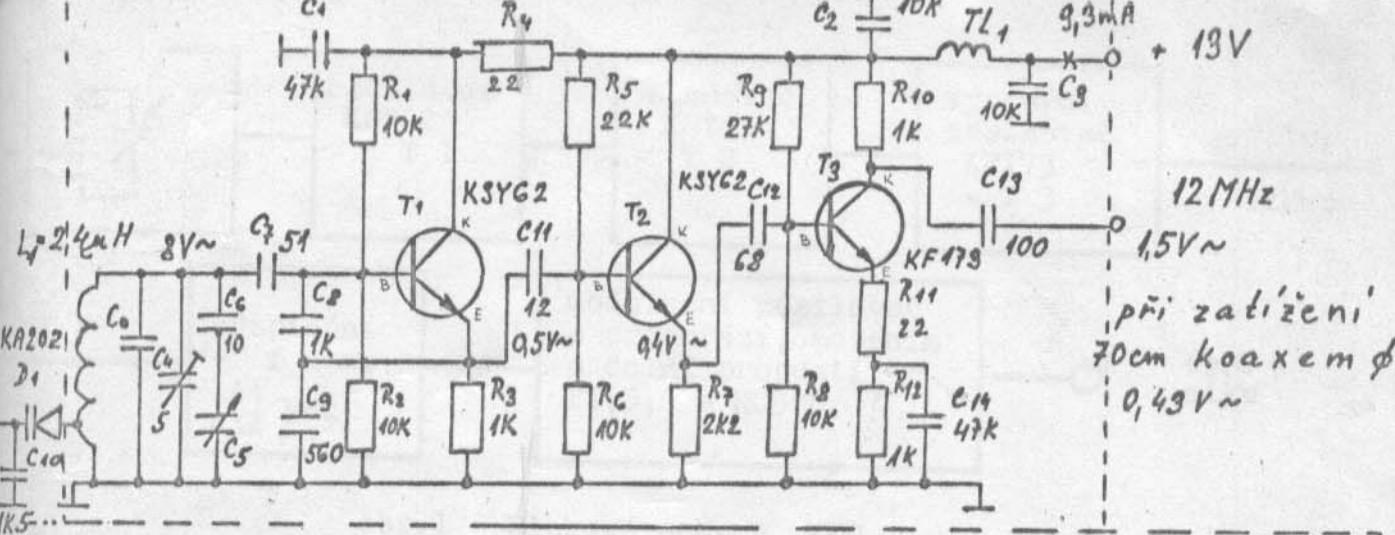 C1
47K
R4
22
C2
10K
TL1
9,3mA
+ 13V
R1
10K
R5
22K
R9
27K
R10
1K
10K
C3
KSY62
T1
K
B
E
KSY62
T2
K
B
E
C12
68
T3
K
B
E
KF173
C13
100
12MHz
1,5V~
při zatížení
70cm koaxem ϕ
0,43V~
8V~
C7
51
C11
12
0,5V~
0,4V~
KA202
D1
C10
1K5
C0
C4
5
C6
10
C5
C8
1K
C9
560
R2
10K
R3
1K
R6
10K
R7
2K2
R8
10K
R11
22
R12
1K
C14
47K